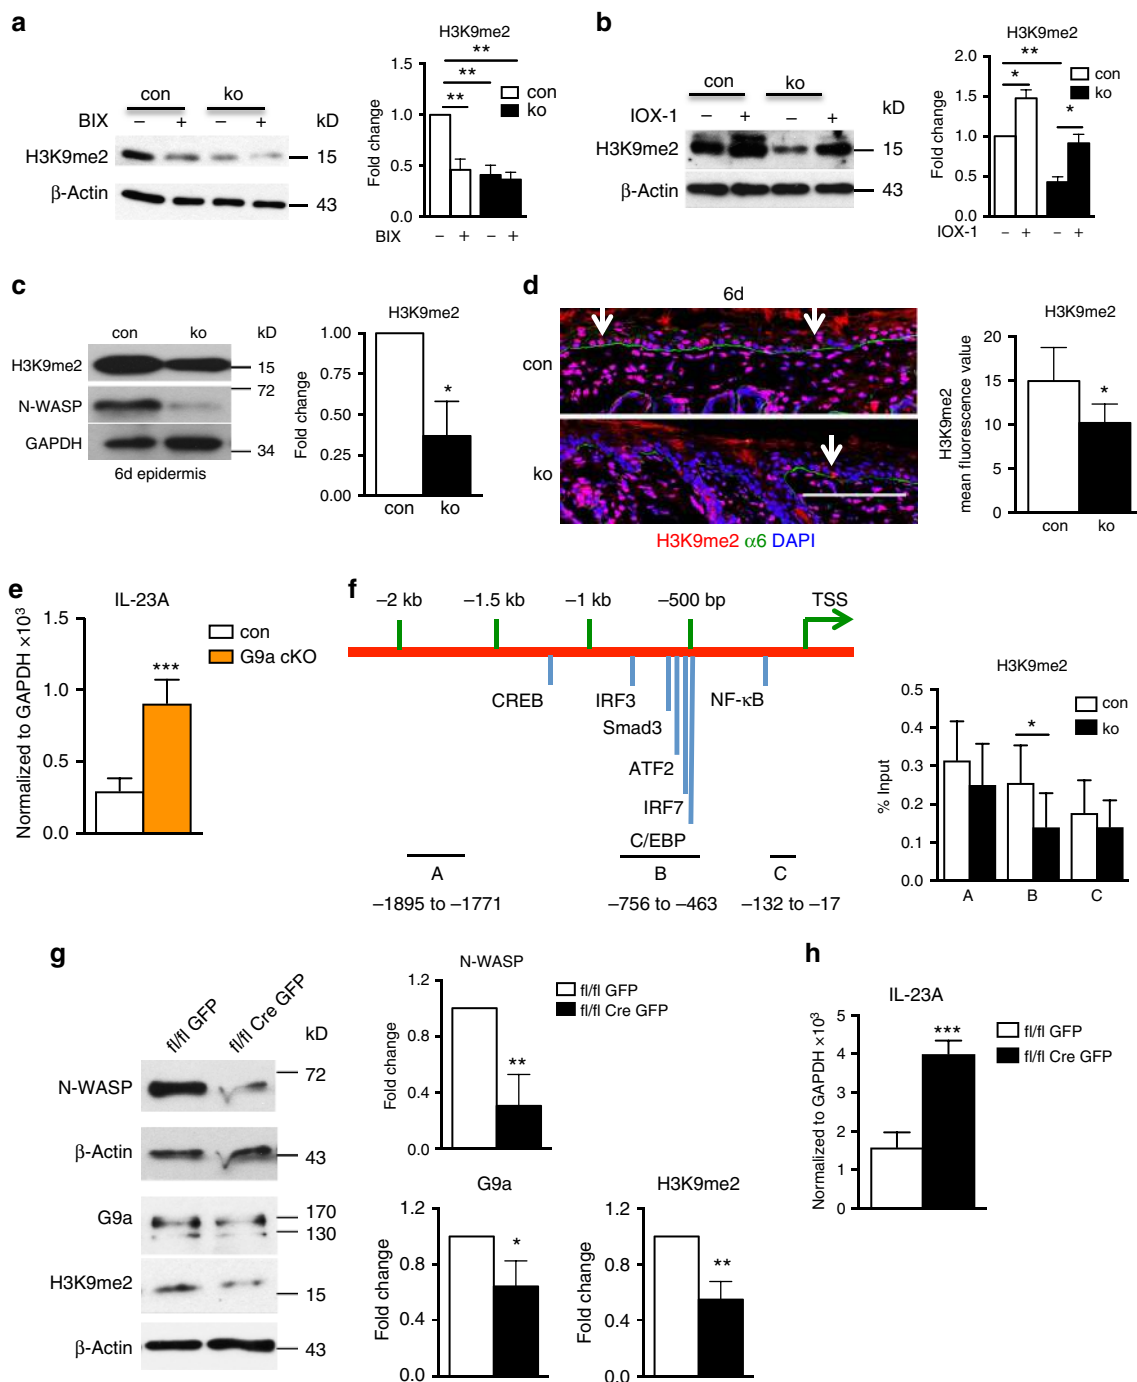 a
con ko
BIX – + – + kD
H3K9me2 15
β-Actin 43
H3K9me2
** ** **
Fold change
1.5
1.0
0.5
0.0
con
ko
BIX – + – +
b
con ko
IOX-1 – + – + kD
H3K9me2 15
β-Actin 43
H3K9me2
** * *
Fold change
2.0
1.5
1.0
0.5
0.0
con
ko
IOX-1 – + – +
c
con ko kD
H3K9me2 15
72
N-WASP
GAPDH 34
6d epidermis
H3K9me2
Fold change
1.00
0.75
0.50
0.25
0.00
*
con ko
d
6d
con
ko
H3K9me2 α6 DAPI
H3K9me2
H3K9me2
mean fluorescence value
20
15
10
5
0
*
con ko
e
IL-23A
Normalized to GAPDH ×10³
1.5
1.0
0.5
0.0
***
con
G9a cKO
f
–2 kb –1.5 kb –1 kb –500 bp TSS
CREB IRF3 NF-κB
Smad3
ATF2
IRF7
C/EBP
A B C
–1895 to –1771 –756 to –463 –132 to –17
H3K9me2
% Input
0.5
0.4
0.3
0.2
0.1
0.0
*
con
ko
A B C
g
fl/fl GFP fl/fl Cre GFP kD
N-WASP 72
β-Actin 43
G9a 170
130
H3K9me2 15
β-Actin 43
N-WASP
Fold change
1.2
0.8
0.4
0.0
**
fl/fl GFP
fl/fl Cre GFP
G9a
Fold change
1.2
0.8
0.4
0.0
*
H3K9me2
Fold change
1.2
0.8
0.4
0.0
**
h
IL-23A
Normalized to GAPDH ×10³
5
4
3
2
1
0
***
fl/fl GFP
fl/fl Cre GFP